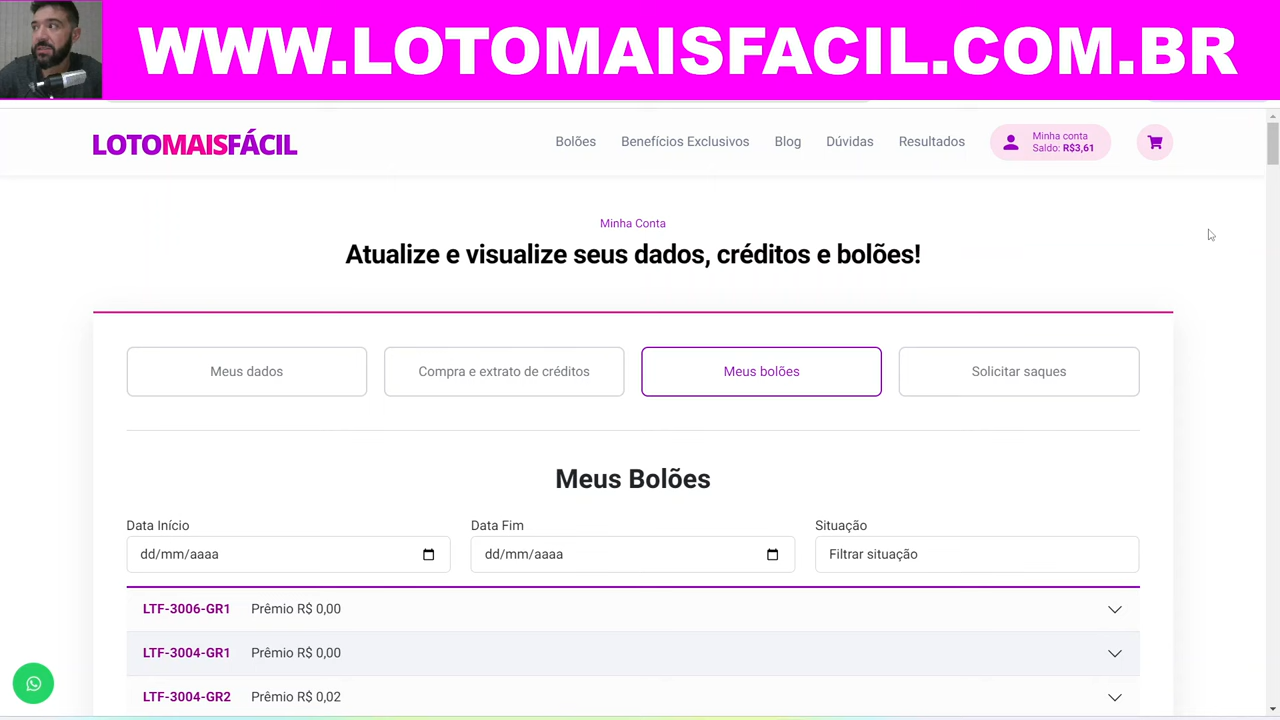 WWW.LOTOMAISFACIL.COM.BR
LOTOMAISFÁCIL
Bolões
Benefícios Exclusivos
Blog
Dúvidas
Resultados
Minha conta
Saldo: R$3,61
Minha Conta
Atualize e visualize seus dados, créditos e bolões!
Meus dados
Compra e extrato de créditos
Meus bolões
Solicitar saques
Meus Bolões
Data Início
Data Fim
Situação
dd/mm/aaaa
dd/mm/aaaa
Filtrar situação
LTF-3006-GR1 Prêmio R$ 0,00
LTF-3004-GR1 Prêmio R$ 0,00
LTF-3004-GR2 Prêmio R$ 0,02